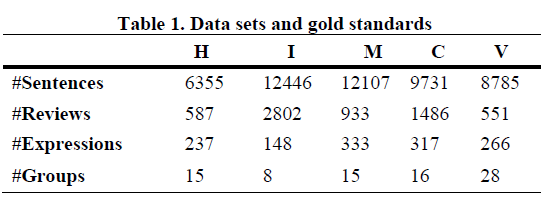 Table 1. Data sets and gold standards
H I M C V
#Sentences 6355 12446 12107 9731 8785
#Reviews 587 2802 933 1486 551
#Expressions 237 148 333 317 266
#Groups 15 8 15 16 28